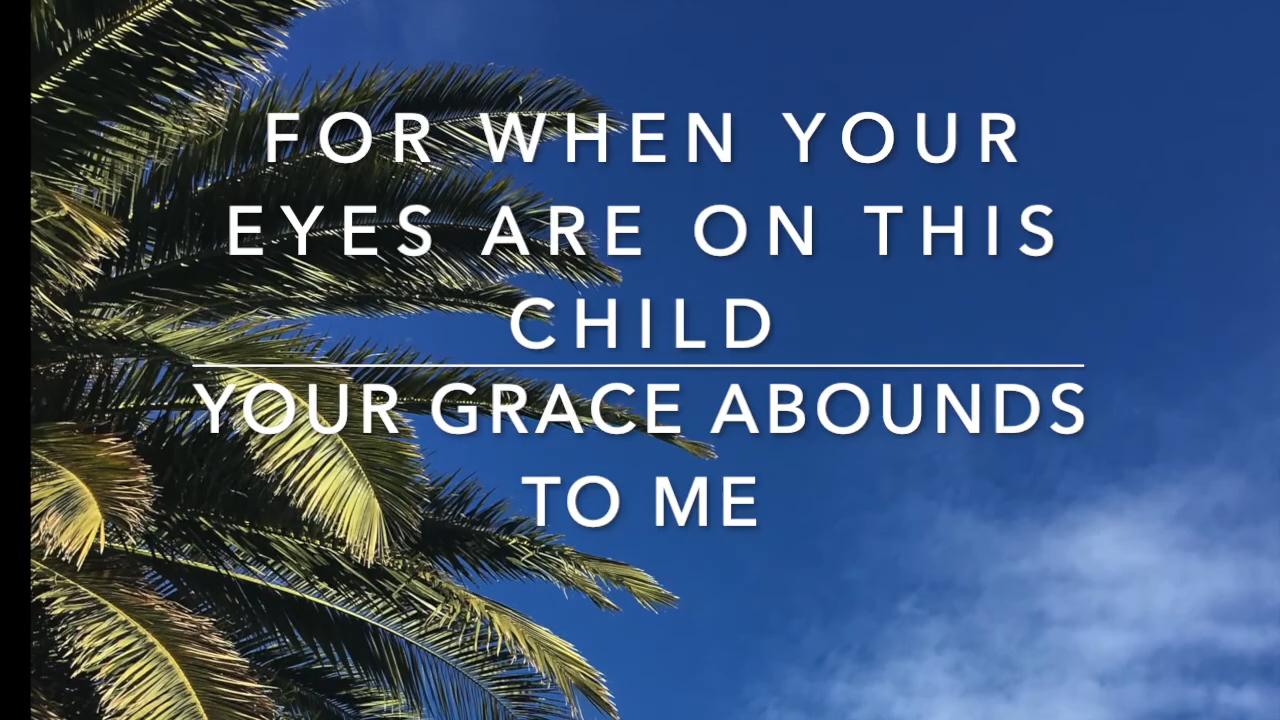 FOR WHEN YOUR
EYES ARE ON THIS
CHILD
YOUR GRACE ABOUNDS
TO ME